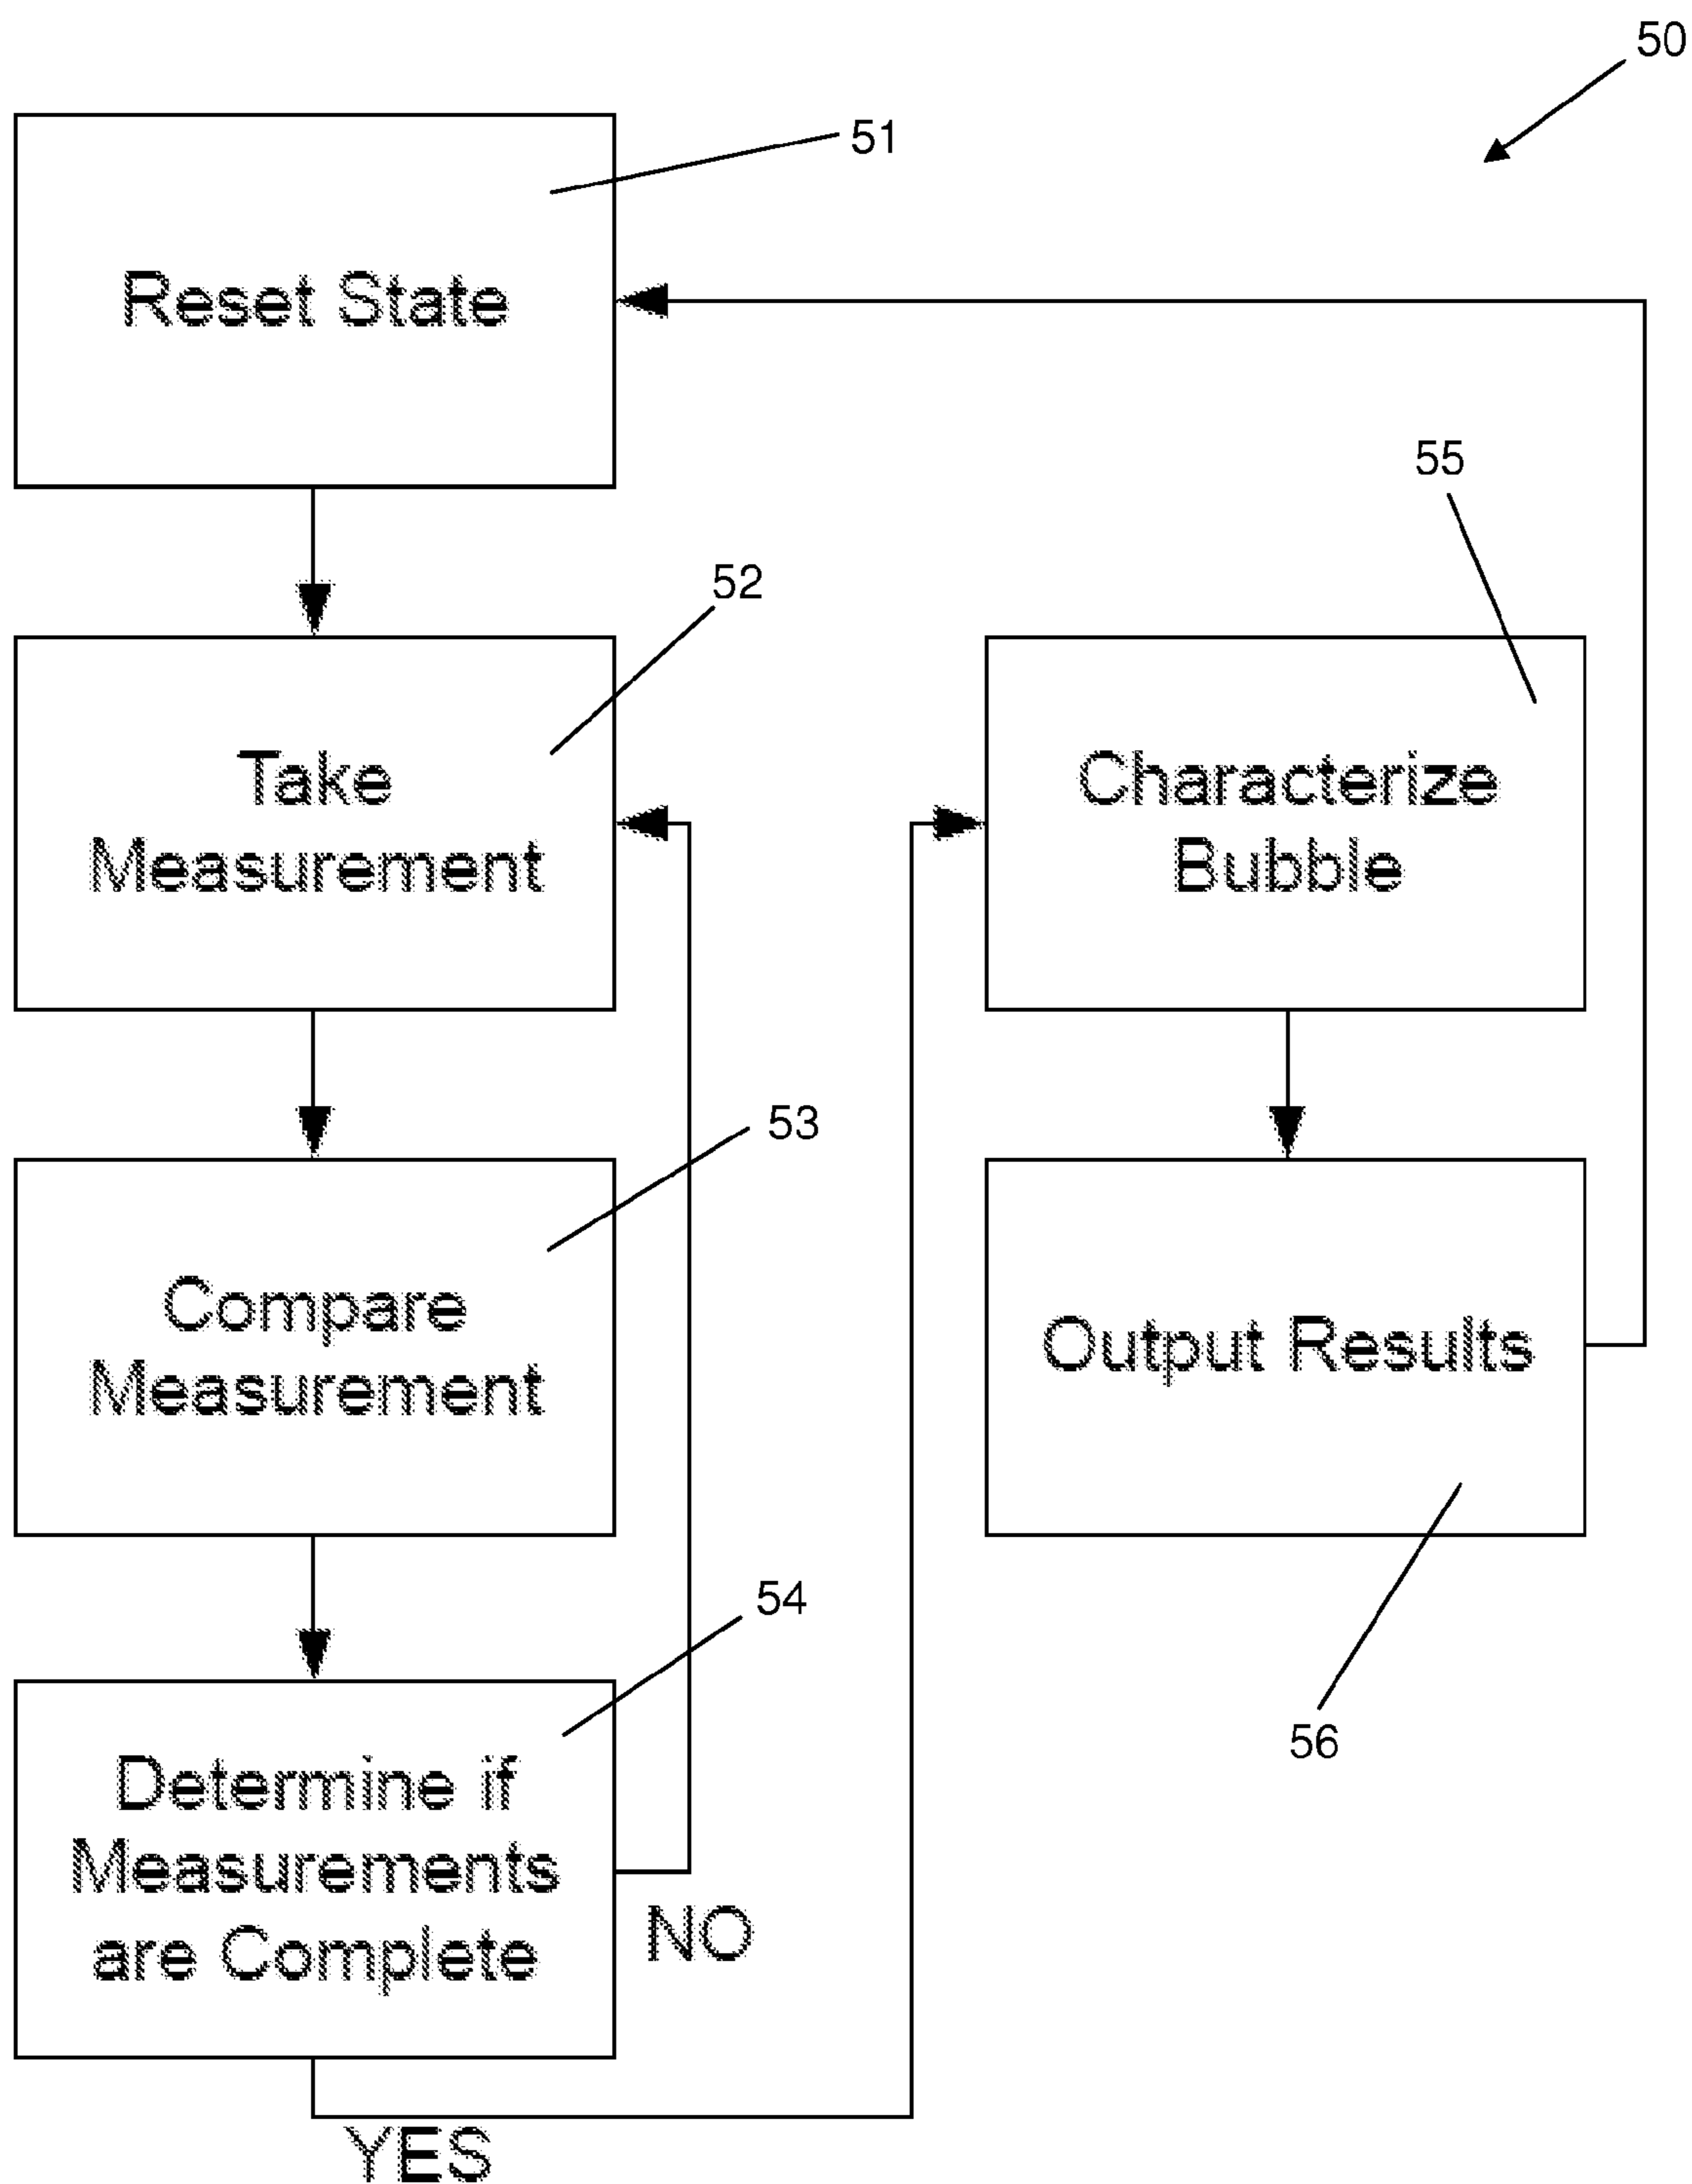 50
51
Reset State
52
Take
Measurement
53
Compare
Measurement
54
Determine if
Measurements
are Complete
NO
YES
55
Characterize
Bubble
Output Results
56